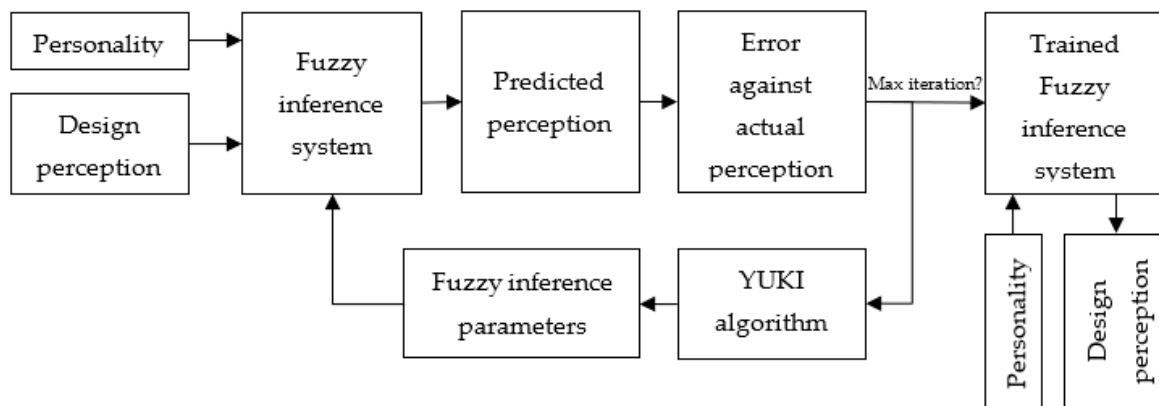 Personality
Design
perception
Fuzzy
inference
system
Predicted
perception
Error
against
actual
perception
Max iteration?
Trained
Fuzzy
inference
system
Fuzzy inference
parameters
YUKI
algorithm
Personality
Design
perception